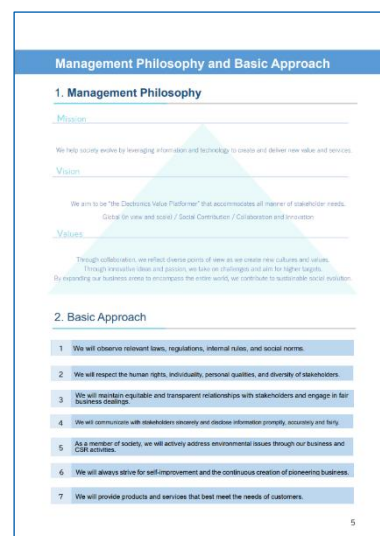 Management Philosophy and Basic Approach
1. Management Philosophy
Mission
We help society evolve by leveraging information and technology to create and deliver new value and services.
Vision
We aim to be "the Electronics Value Platformer" that accommodates all manner of stakeholder needs.
Global (in view and scale) / Social Contribution / Collaboration and Innovation
Values
Through collaboration, we reflect diverse points of view as we create new cultures and values.
Through innovative ideas and passion, we take on challenges and aim for higher targets.
By expanding our business areas to encompass the entire world, we contribute to sustainable social evolution.
2. Basic Approach
1 We will observe relevant laws, regulations, internal rules, and social norms.
2 We will respect the human rights, individuality, personal qualities, and diversity of stakeholders.
3 We will maintain equitable and transparent relationships with stakeholders and engage in fair
business dealings.
4 We will communicate with stakeholders sincerely and disclose information promptly, accurately and fairly.
5 As a member of society, we will actively address environmental issues through our business and
CSR activities.
6 We will always strive for self-improvement and the continuous creation of pioneering business.
7 We will provide products and services that best meet the needs of customers.
5